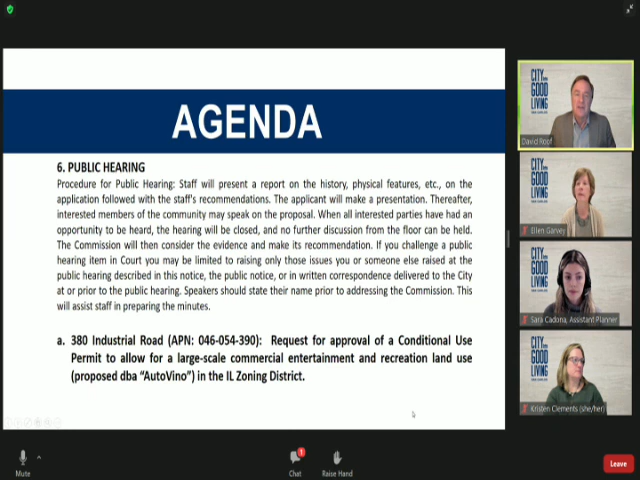 AGENDA
6. PUBLIC HEARING
Procedure for Public Hearing: Staff will present a report on the history, physical features, etc., on the
application followed with the staff's recommendations. The applicant will make a presentation. Thereafter,
interested members of the community may speak on the proposal. When all interested parties have had an
opportunity to be heard, the hearing will be closed, and no further discussion from the floor can be held.
The Commission will then consider the evidence and make its recommendation. If you challenge a public
hearing item in Court you may be limited to raising only those issues you or someone else raised at the
public hearing described in this notice, the public notice, or in written correspondence delivered to the City
at or prior to the public hearing. Speakers should state their name prior to addressing the Commission. This
will assist staff in preparing the minutes.
a. 380 Industrial Road (APN: 046-054-390): Request for approval of a Conditional Use
Permit to allow for a large-scale commercial entertainment and recreation land use
(proposed dba “AutoVino”) in the IL Zoning District.
CITY
GOOD
LIVING
David Roof
CITY
GOOD
LIVING
Ellen Garvey
CITY
GOOD
LIVING
Sara Cadona, Assistant Planner
CITY
GOOD
LIVING
Kristen Clements (she/her)
Mute
1
Chat
Raise Hand
Leave